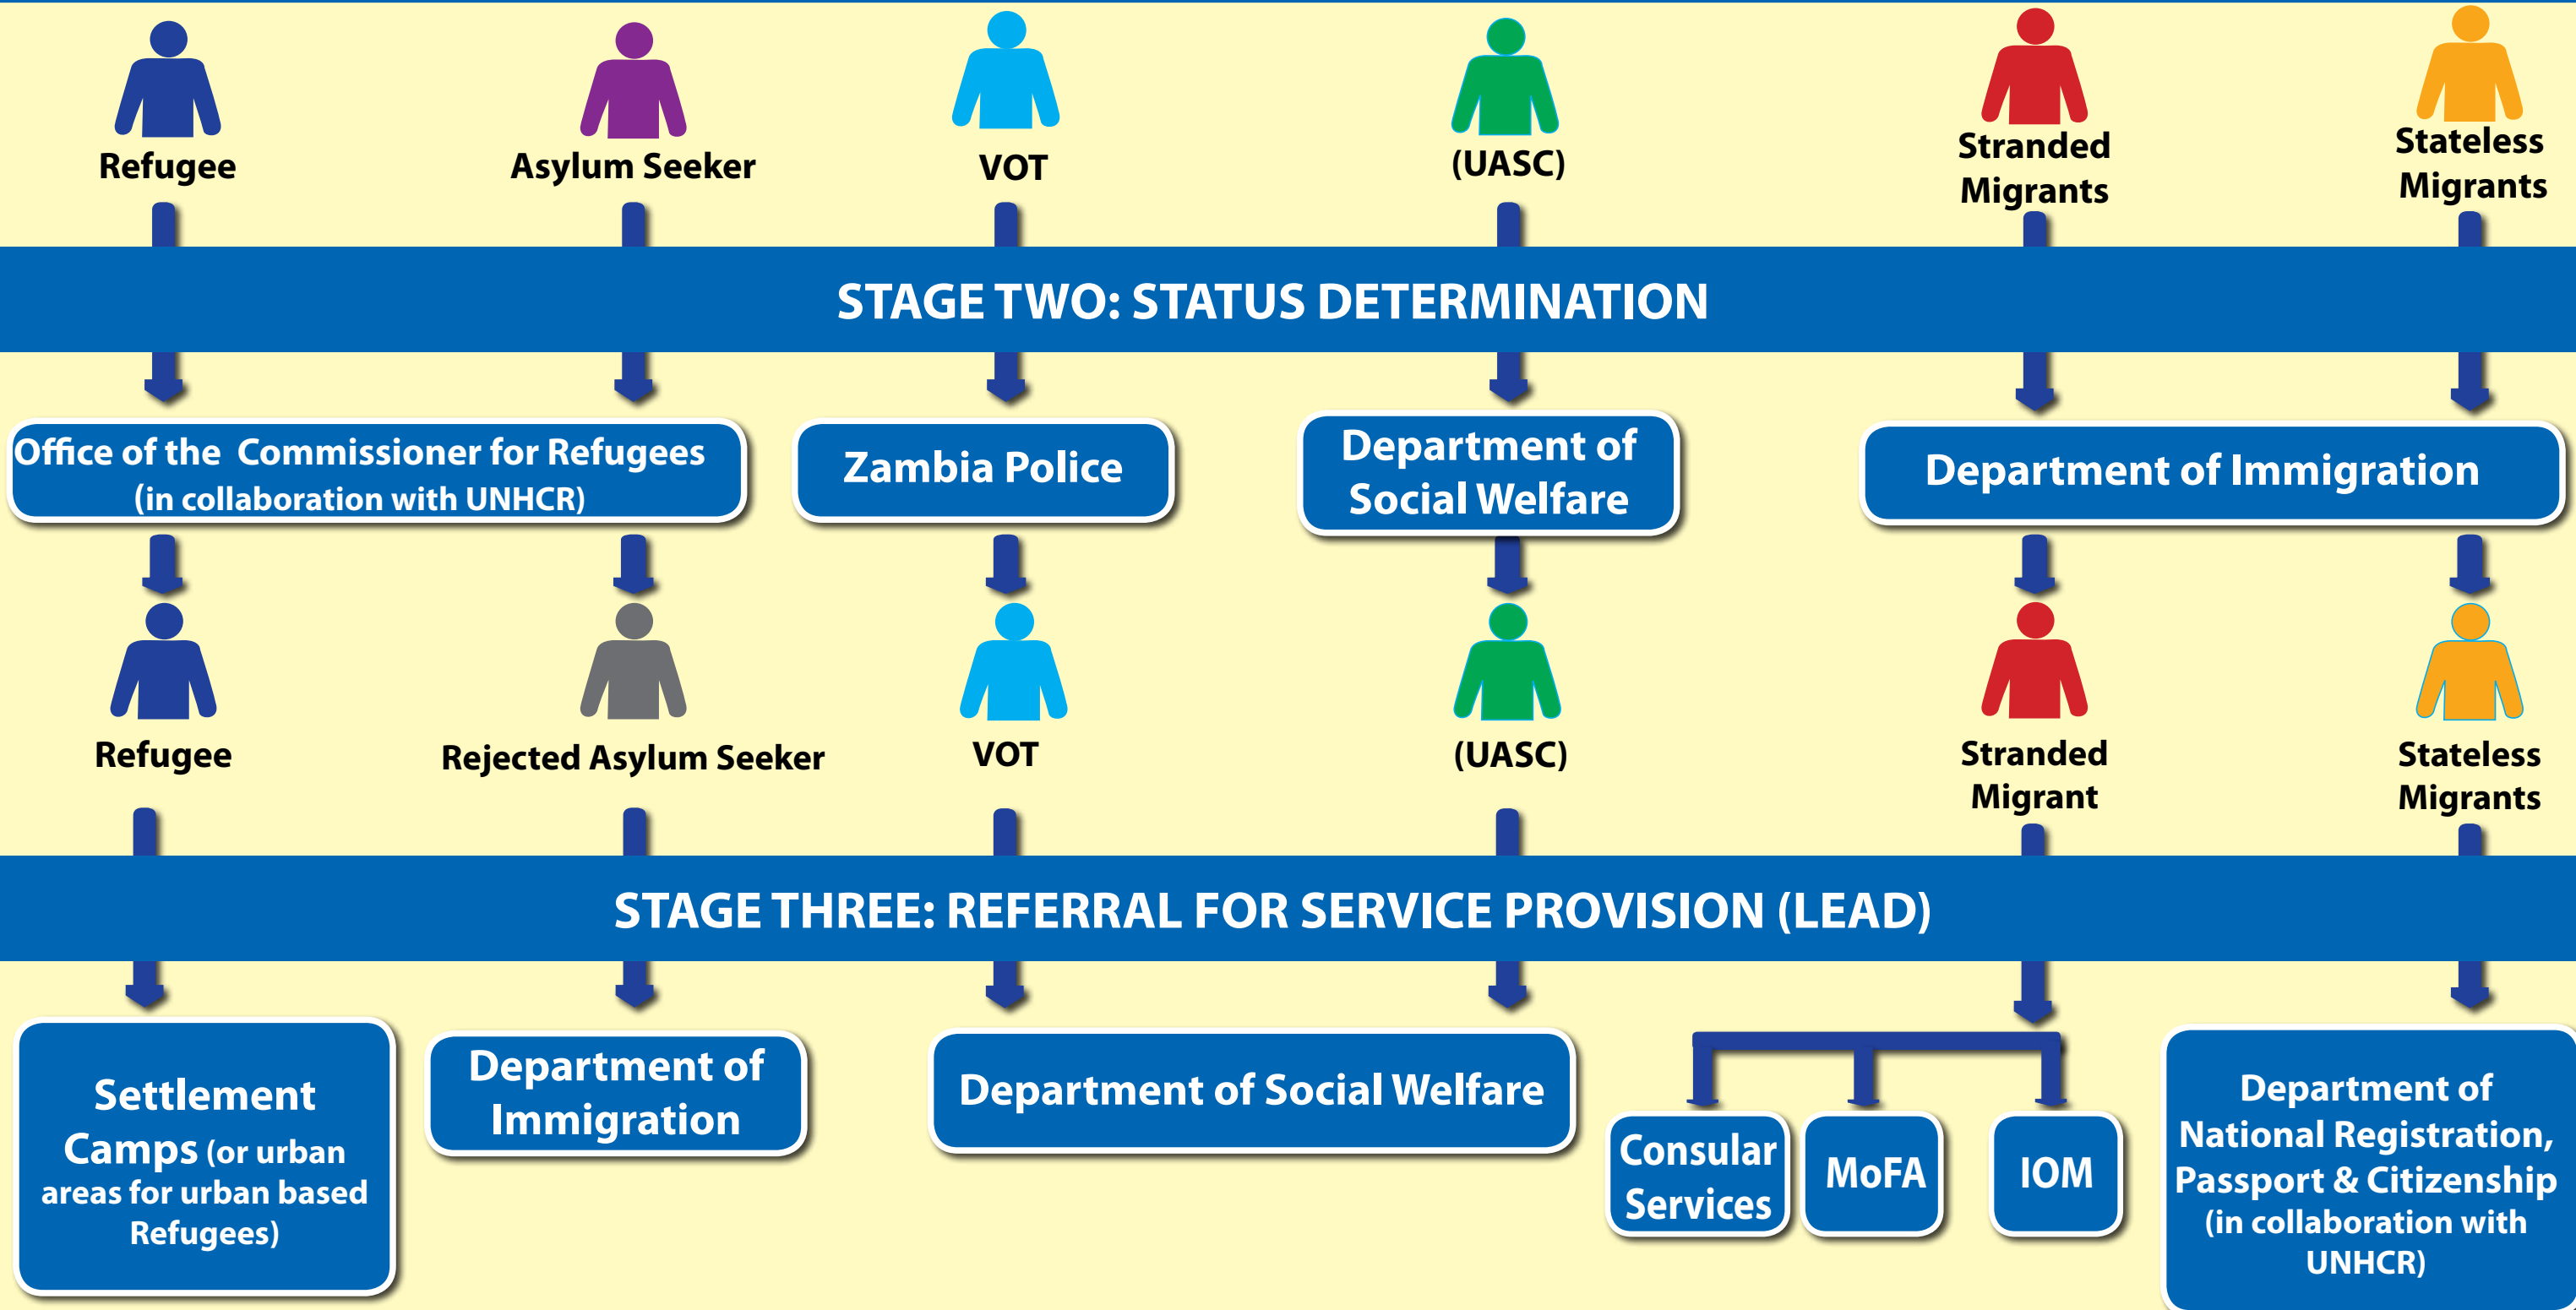 Refugee
Asylum Seeker
VOT
(UASC)
Stranded
Migrants
Stateless
Migrants
STAGE TWO: STATUS DETERMINATION
Office of the Commissioner for Refugees
(in collaboration with UNHCR)
Zambia Police
Department of
Social Welfare
Department of Immigration
Refugee
Rejected Asylum Seeker
VOT
(UASC)
Stranded
Migrant
Stateless
Migrants
STAGE THREE: REFERRAL FOR SERVICE PROVISION (LEAD)
Settlement
Camps (or urban
areas for urban based
Refugees)
Department of
Immigration
Department of Social Welfare
Consular
Services
MoFA
IOM
Department of
National Registration,
Passport & Citizenship
(in collaboration with
UNHCR)